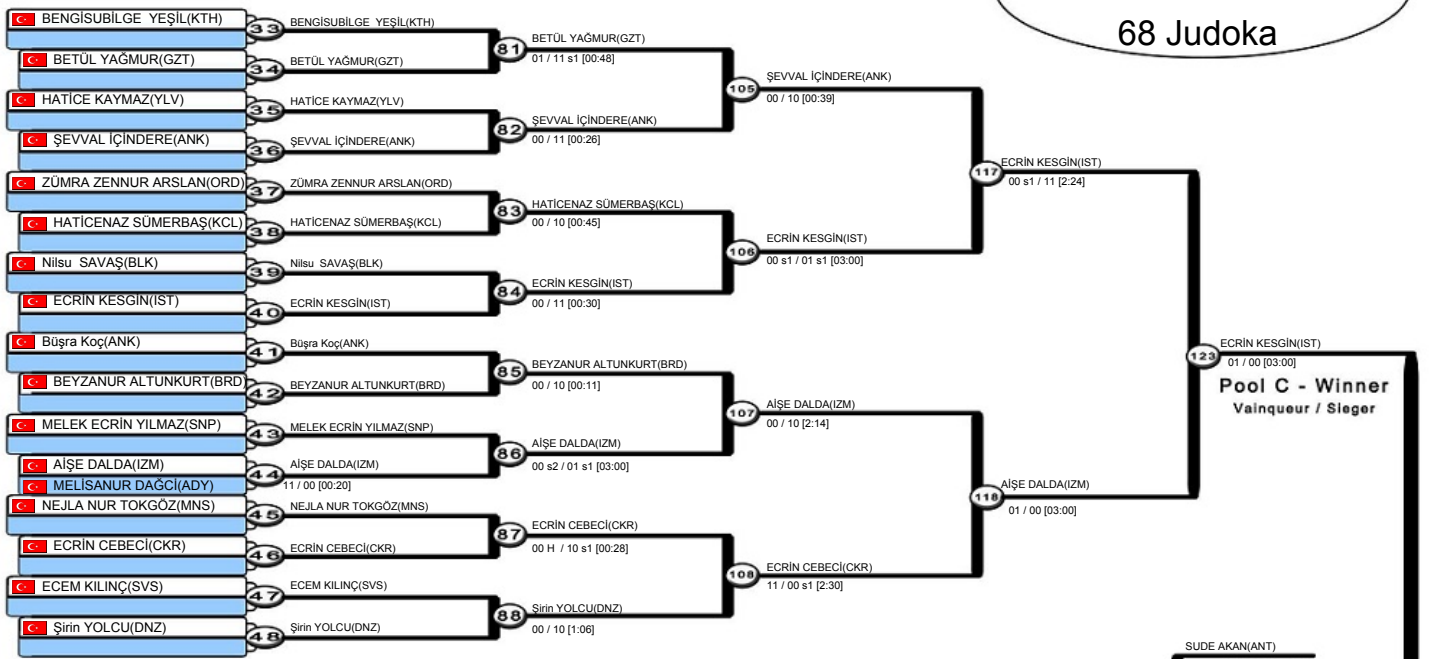 68 Judoka
BENGİSUBİLGE YEŞİL(KTH)
33
BENGİSUBİLGE YEŞİL(KTH)
BETÜL YAĞMUR(GZT)
34
BETÜL YAĞMUR(GZT)
HATİCE KAYMAZ(YLV)
35
HATİCE KAYMAZ(YLV)
ŞEVVAL İÇİNDERE(ANK)
36
ŞEVVAL İÇİNDERE(ANK)
ZÜMRA ZENNUR ARSLAN(ORD)
37
ZÜMRA ZENNUR ARSLAN(ORD)
HATİCENAZ SÜMERBAŞ(KCL)
38
HATİCENAZ SÜMERBAŞ(KCL)
Nilsu SAVAŞ(BLK)
39
Nilsu SAVAŞ(BLK)
ECRİN KESGİN(IST)
40
ECRİN KESGİN(IST)
Büşra Koç(ANK)
41
Büşra Koç(ANK)
BEYZANUR ALTUNKURT(BRD)
42
BEYZANUR ALTUNKURT(BRD)
MELEK ECRİN YILMAZ(SNP)
43
MELEK ECRİN YILMAZ(SNP)
AİŞE DALDA(IZM)
MELİSANUR DAĞCİ(ADY)
44
AİŞE DALDA(IZM)
11 / 00 [00:20]
NEJLA NUR TOKGÖZ(MNS)
45
NEJLA NUR TOKGÖZ(MNS)
ECRİN CEBECİ(CKR)
46
ECRİN CEBECİ(CKR)
ECEM KILINÇ(SVS)
47
ECEM KILINÇ(SVS)
Şirin YOLCU(DNZ)
48
Şirin YOLCU(DNZ)
81
BETÜL YAĞMUR(GZT)
01 / 11 s1 [00:48]
82
ŞEVVAL İÇİNDERE(ANK)
00 / 11 [00:26]
83
HATİCENAZ SÜMERBAŞ(KCL)
00 / 10 [00:45]
84
ECRİN KESGİN(IST)
00 / 11 [00:30]
85
BEYZANUR ALTUNKURT(BRD)
00 / 10 [00:11]
86
AİŞE DALDA(IZM)
00 s2 / 01 s1 [03:00]
87
ECRİN CEBECİ(CKR)
00 H / 10 s1 [00:28]
88
Şirin YOLCU(DNZ)
00 / 10 [1:06]
105
ŞEVVAL İÇİNDERE(ANK)
00 / 10 [00:39]
106
ECRİN KESGİN(IST)
00 s1 / 01 s1 [03:00]
107
AİŞE DALDA(IZM)
00 / 10 [2:14]
108
ECRİN CEBECİ(CKR)
11 / 00 s1 [2:30]
117
ECRİN KESGİN(IST)
00 s1 / 11 [2:24]
118
AİŞE DALDA(IZM)
01 / 00 [03:00]
123
ECRİN KESGİN(IST)
01 / 00 [03:00]
Pool C - Winner
Vainqueur / Sieger
SUDE AKAN(ANT)